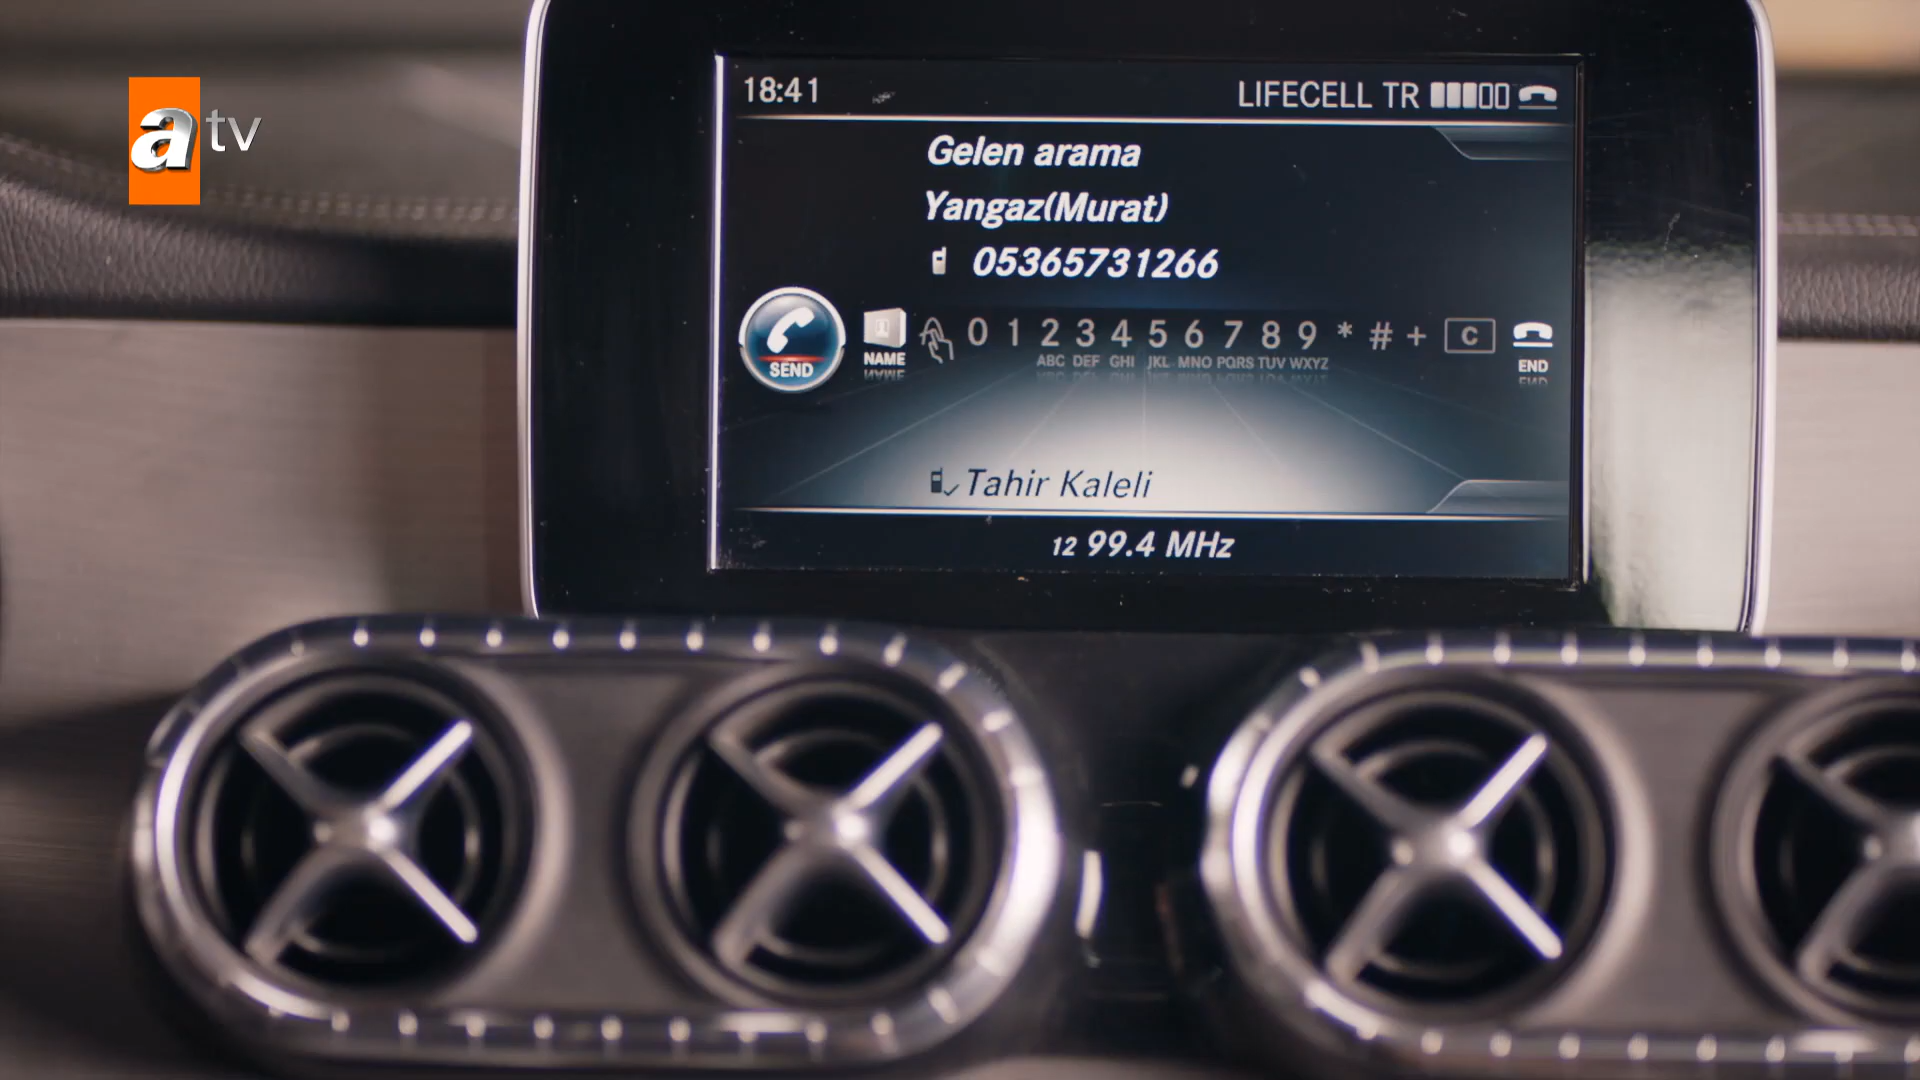 atv
18:41 LIFECELL TR
Gelen arama
Yangaz(Murat)
05365731266
SEND NAME 0 1 2 3 4 5 6 7 8 9 * # + C END
ABC DEF GHI JKL MNO PQRS TUV WXYZ
Tahir Kaleli
12 99.4 MHz